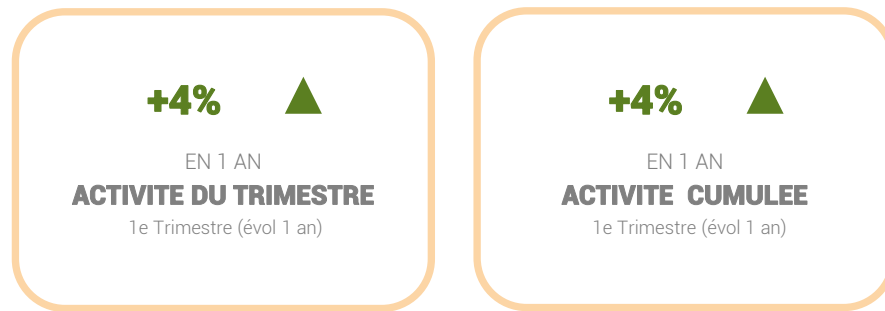 +4%
EN 1 AN
ACTIVITE DU TRIMESTRE
1e Trimestre (évol 1 an)
+4%
EN 1 AN
ACTIVITE  CUMULEE
1e Trimestre (évol 1 an)